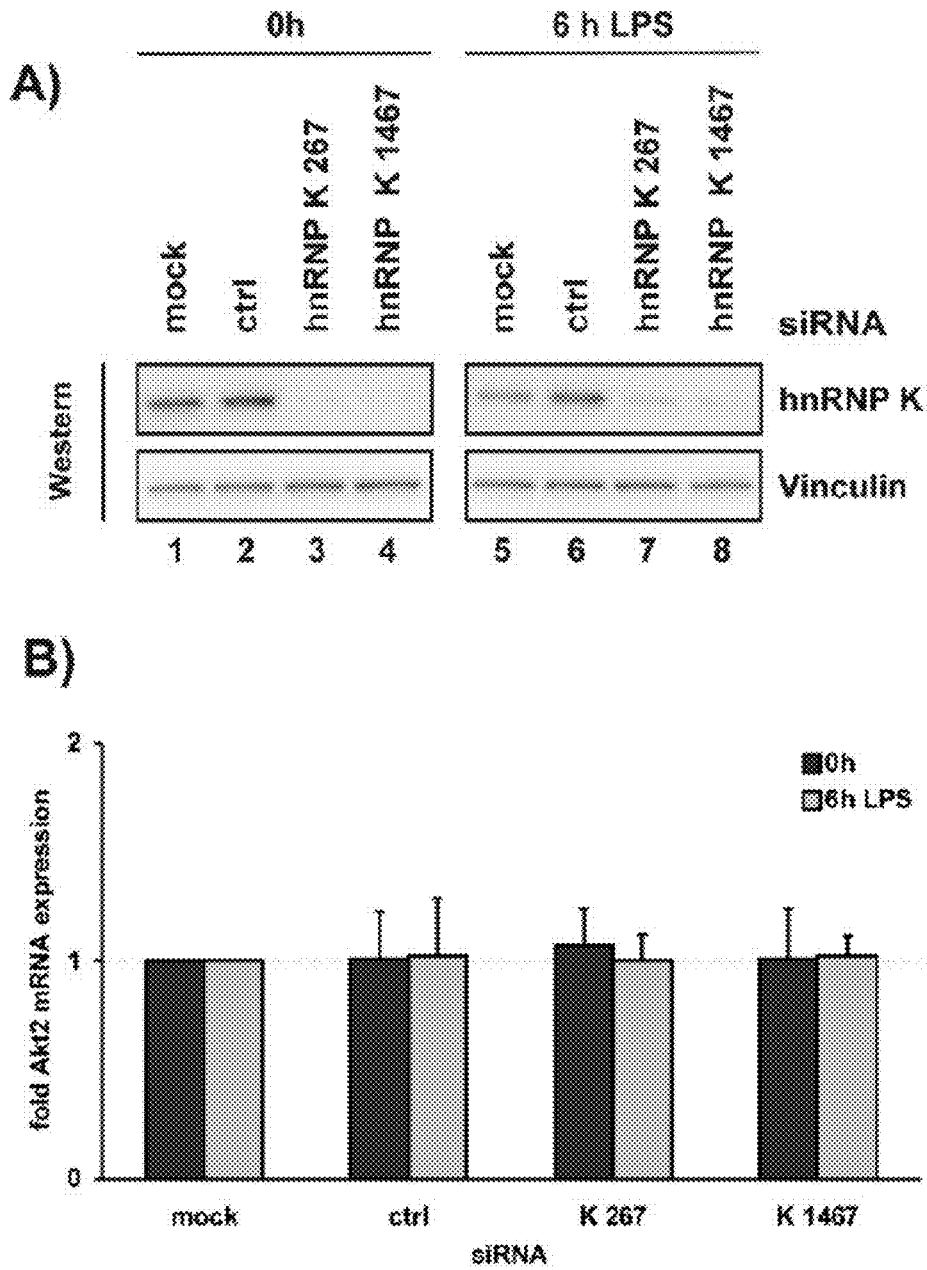 0h
6 h LPS
A)
mock
ctrl
hnRNP K 267
hnRNP K 1467
mock
ctrl
hnRNP K 267
hnRNP K 1467
siRNA
Western
hnRNP K
Vinculin
1 2 3 4 5 6 7 8
B)
fold Akt2 mRNA expression
2
1
0
0h
6h LPS
mock ctrl K 267 K 1467
siRNA